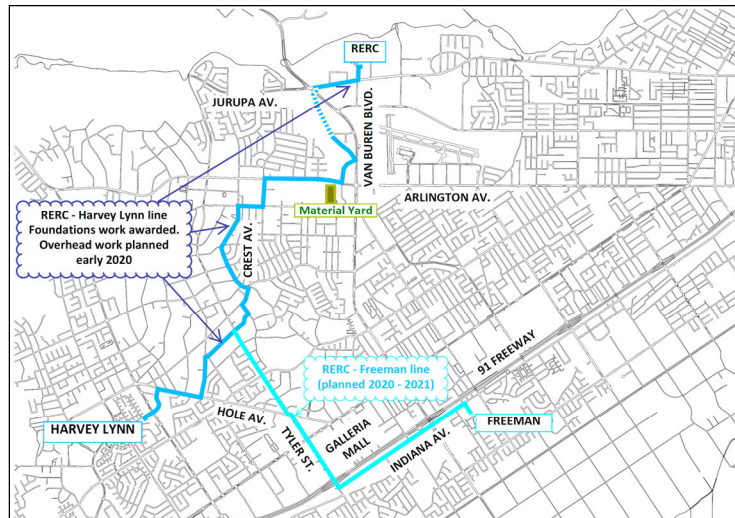 RERC
JURUPA AV.
VAN BUREN BLVD.
ARLINGTON AV.
Material Yard
RERC - Harvey Lynn line
Foundations work awarded.
Overhead work planned
early 2020
CREST AV.
RERC - Freeman line
(planned 2020 - 2021)
91 FREEWAY
HARVEY LYNN
HOLE AV.
TYLER ST.
GALLERIA
MALL
INDIANA AV.
FREEMAN